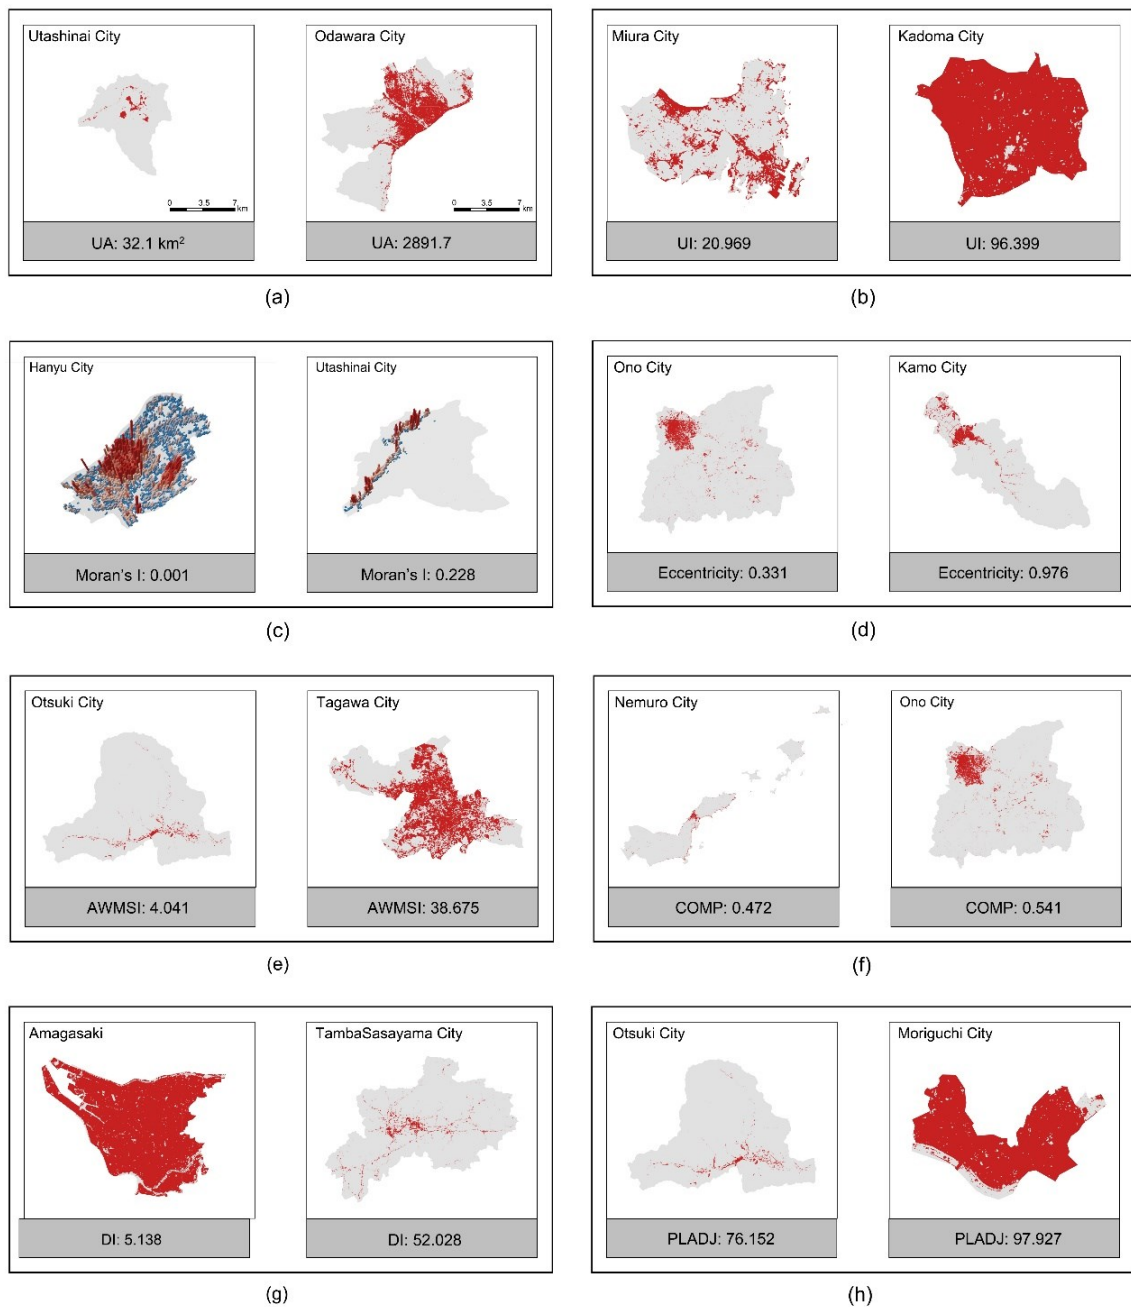 Utashinai City
Odawara City
0 3.5 7
km
0 3.5 7
km
UA: 32.1 km²
UA: 2891.7
(a)
Miura City
Kadoma City
UI: 20.969
UI: 96.399
(b)
Hanyu City
Utashinai City
Moran's I: 0.001
Moran's I: 0.228
(c)
Ono City
Kamo City
Eccentricity: 0.331
Eccentricity: 0.976
(d)
Otsuki City
Tagawa City
AWMSI: 4.041
AWMSI: 38.675
(e)
Nemuro City
Ono City
COMP: 0.472
COMP: 0.541
(f)
Amagasaki
TambaSasayama City
DI: 5.138
DI: 52.028
(g)
Otsuki City
Moriguchi City
PLADJ: 76.152
PLADJ: 97.927
(h)